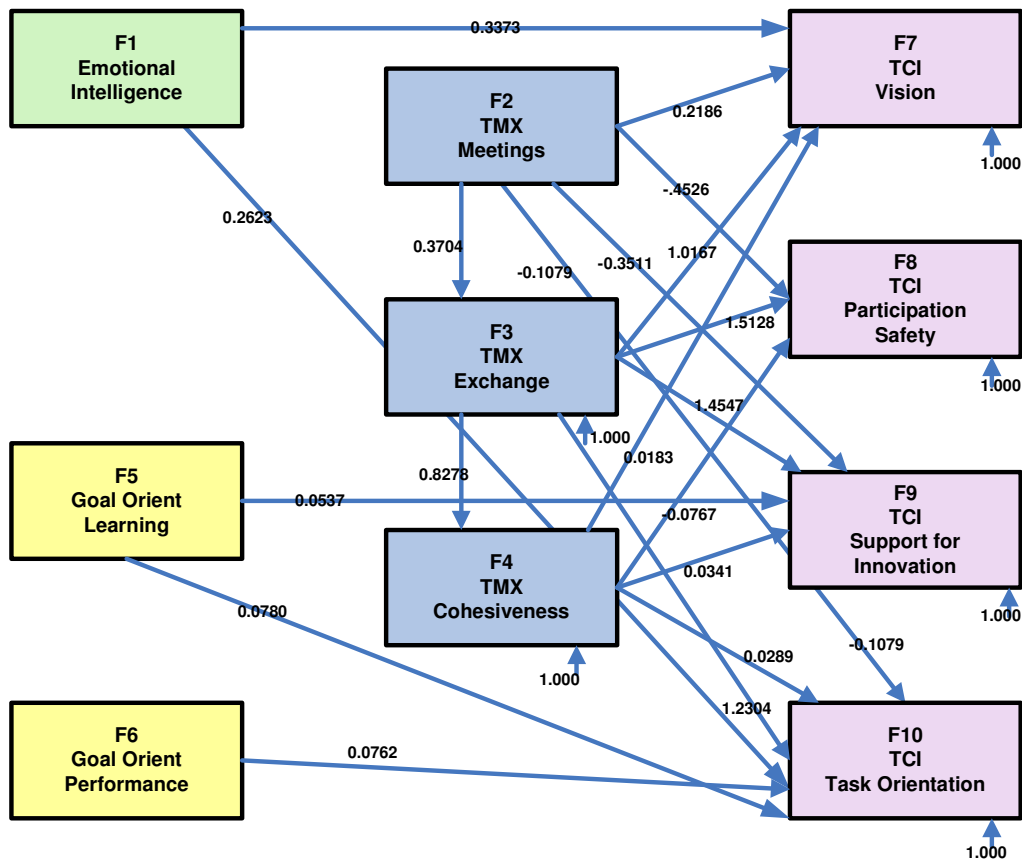 F1
Emotional
Intelligence
0.3373
F7
TCI
Vision
F2
TMX
Meetings
0.2186
1.000
-.4526
0.2623
0.3704
-0.1079
-0.3511
1.0167
F8
TCI
Participation
Safety
F3
TMX
Exchange
1.5128
1.000
1.4547
1.000
0.0183
F5
Goal Orient
Learning
0.8278
0.0537
-0.0767
F9
TCI
Support for
Innovation
F4
TMX
Cohesiveness
0.0341
0.0780
1.000
0.0289
-0.1079
1.000
1.2304
F6
Goal Orient
Performance
0.0762
F10
TCI
Task Orientation
1.000